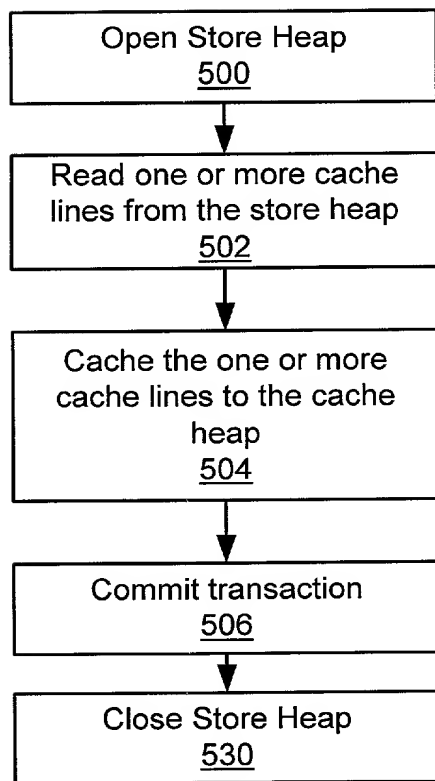 Open Store Heap
500
Read one or more cache
lines from the store heap
502
Cache the one or more
cache lines to the cache
heap
504
Commit transaction
506
Close Store Heap
530